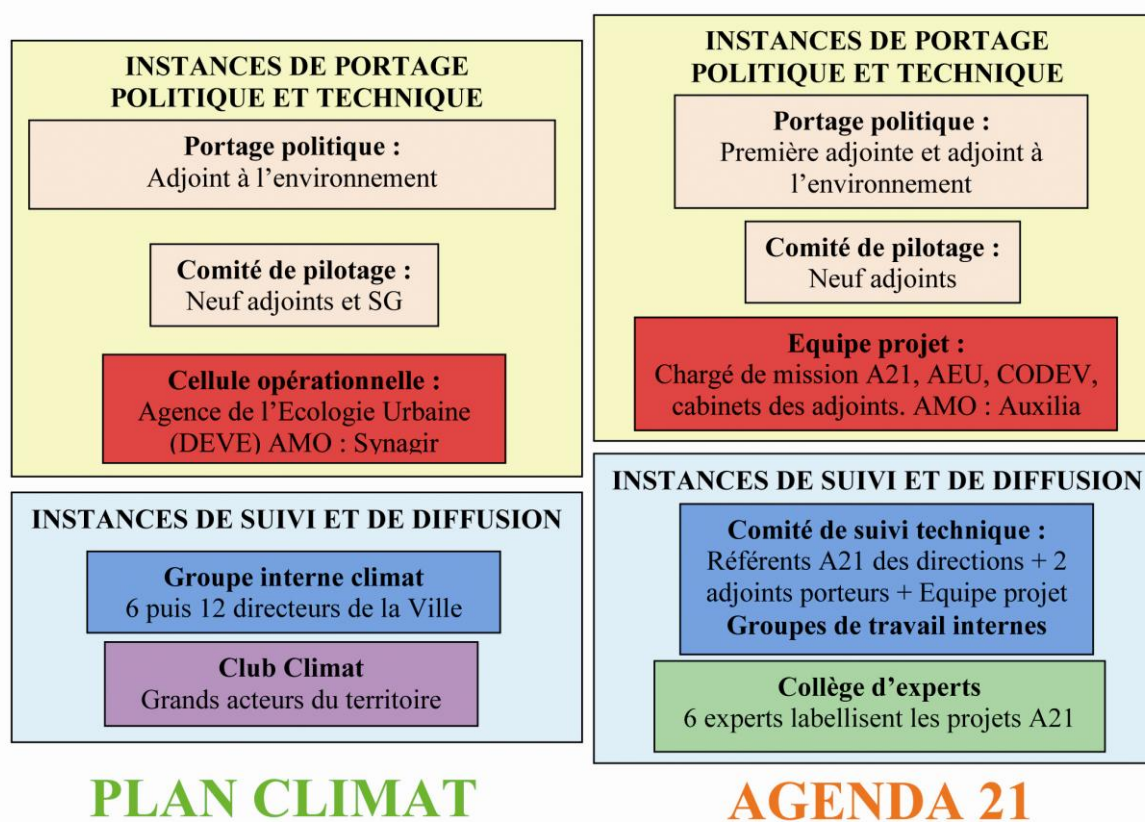 INSTANCES DE PORTAGE
POLITIQUE ET TECHNIQUE
Portage politique :
Adjoint à l’environnement
Comité de pilotage :
Neuf adjoints et SG
Cellule opérationnelle :
Agence de l’Ecologie Urbaine
(DEVE) AMO : Synagir
INSTANCES DE SUIVI ET DE DIFFUSION
Groupe interne climat
6 puis 12 directeurs de la Ville
Club Climat
Grands acteurs du territoire
PLAN CLIMAT
INSTANCES DE PORTAGE
POLITIQUE ET TECHNIQUE
Portage politique :
Première adjointe et adjoint à
l’environnement
Comité de pilotage :
Neuf adjoints
Equipe projet :
Chargé de mission A21, AEU, CODEV,
cabinets des adjoints. AMO : Auxilia
INSTANCES DE SUIVI ET DE DIFFUSION
Comité de suivi technique :
Référents A21 des directions + 2
adjoints porteurs + Equipe projet
Groupes de travail internes
Collège d’experts
6 experts labellisent les projets A21
AGENDA 21